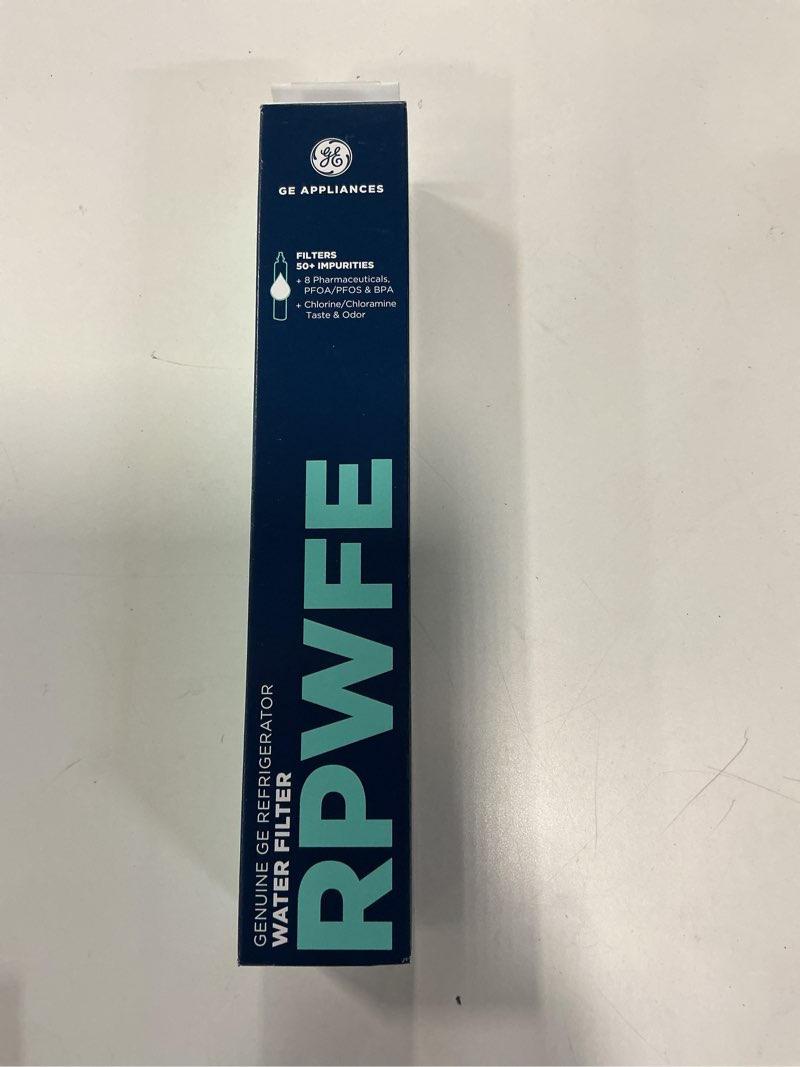 GE
GE APPLIANCES
FILTERS
50+ IMPURITIES
+ 8 Pharmaceuticals,
PFOA/PFOS & BPA
+ Chlorine/Chloramine
Taste & Odor
GENUINE GE REFRIGERATOR
WATER FILTER
RPWFE